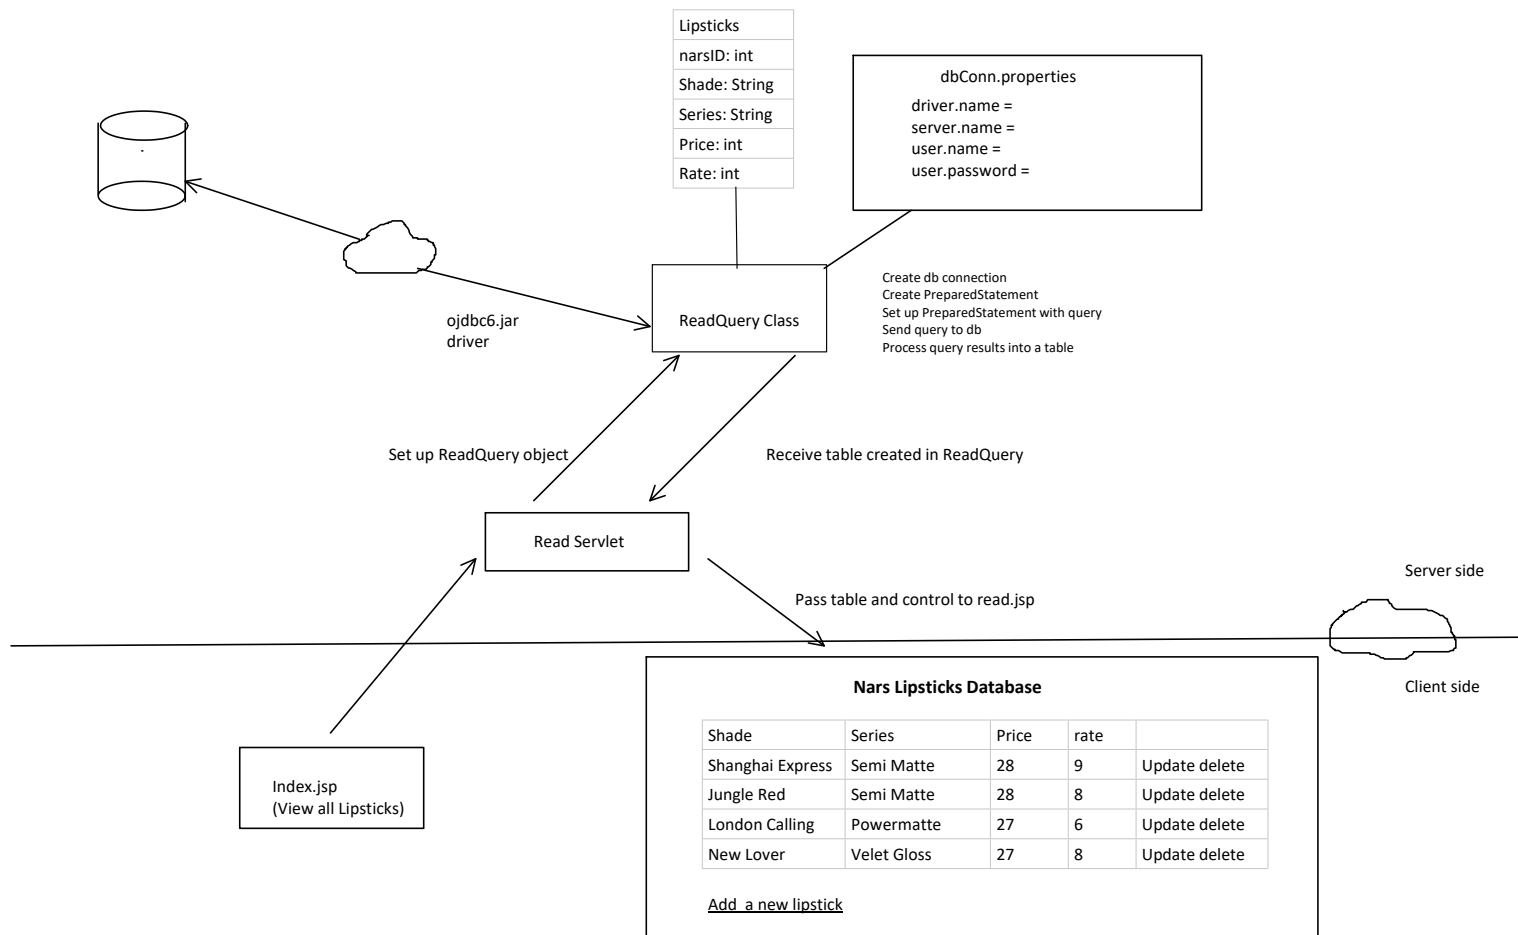 Lipsticks
narsID: int
Shade: String
Series: String
Price: int
Rate: int
dbConn.properties
driver.name =
server.name =
user.name =
user.password =
ojdbc6.jar
driver
ReadQuery Class
Create db connection
Create PreparedStatement
Set up PreparedStatement with query
Send query to db
Process query results into a table
Set up ReadQuery object
Receive table created in ReadQuery
Read Servlet
Pass table and control to read.jsp
Server side
Client side
Index.jsp
(View all Lipsticks)
Nars Lipsticks Database
Shade Series Price rate
Shanghai Express Semi Matte 28 9 Update delete
Jungle Red Semi Matte 28 8 Update delete
London Calling Powermatte 27 6 Update delete
New Lover Velet Gloss 27 8 Update delete
Add a new lipstick